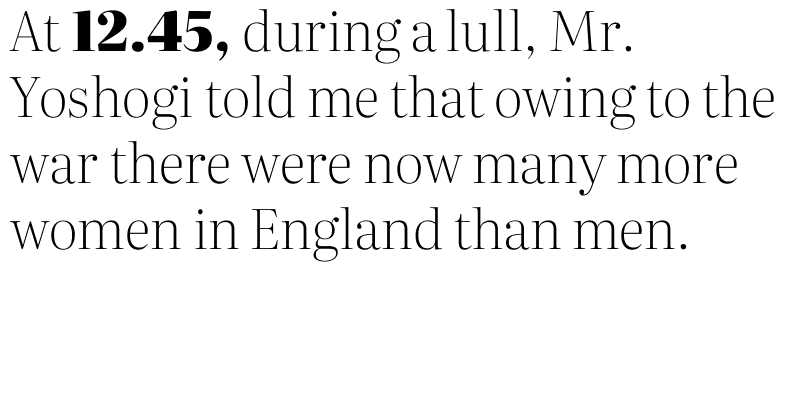 At 12.45, during a lull, Mr.
Yoshogi told me that owing to the
war there were now many more
women in England than men.